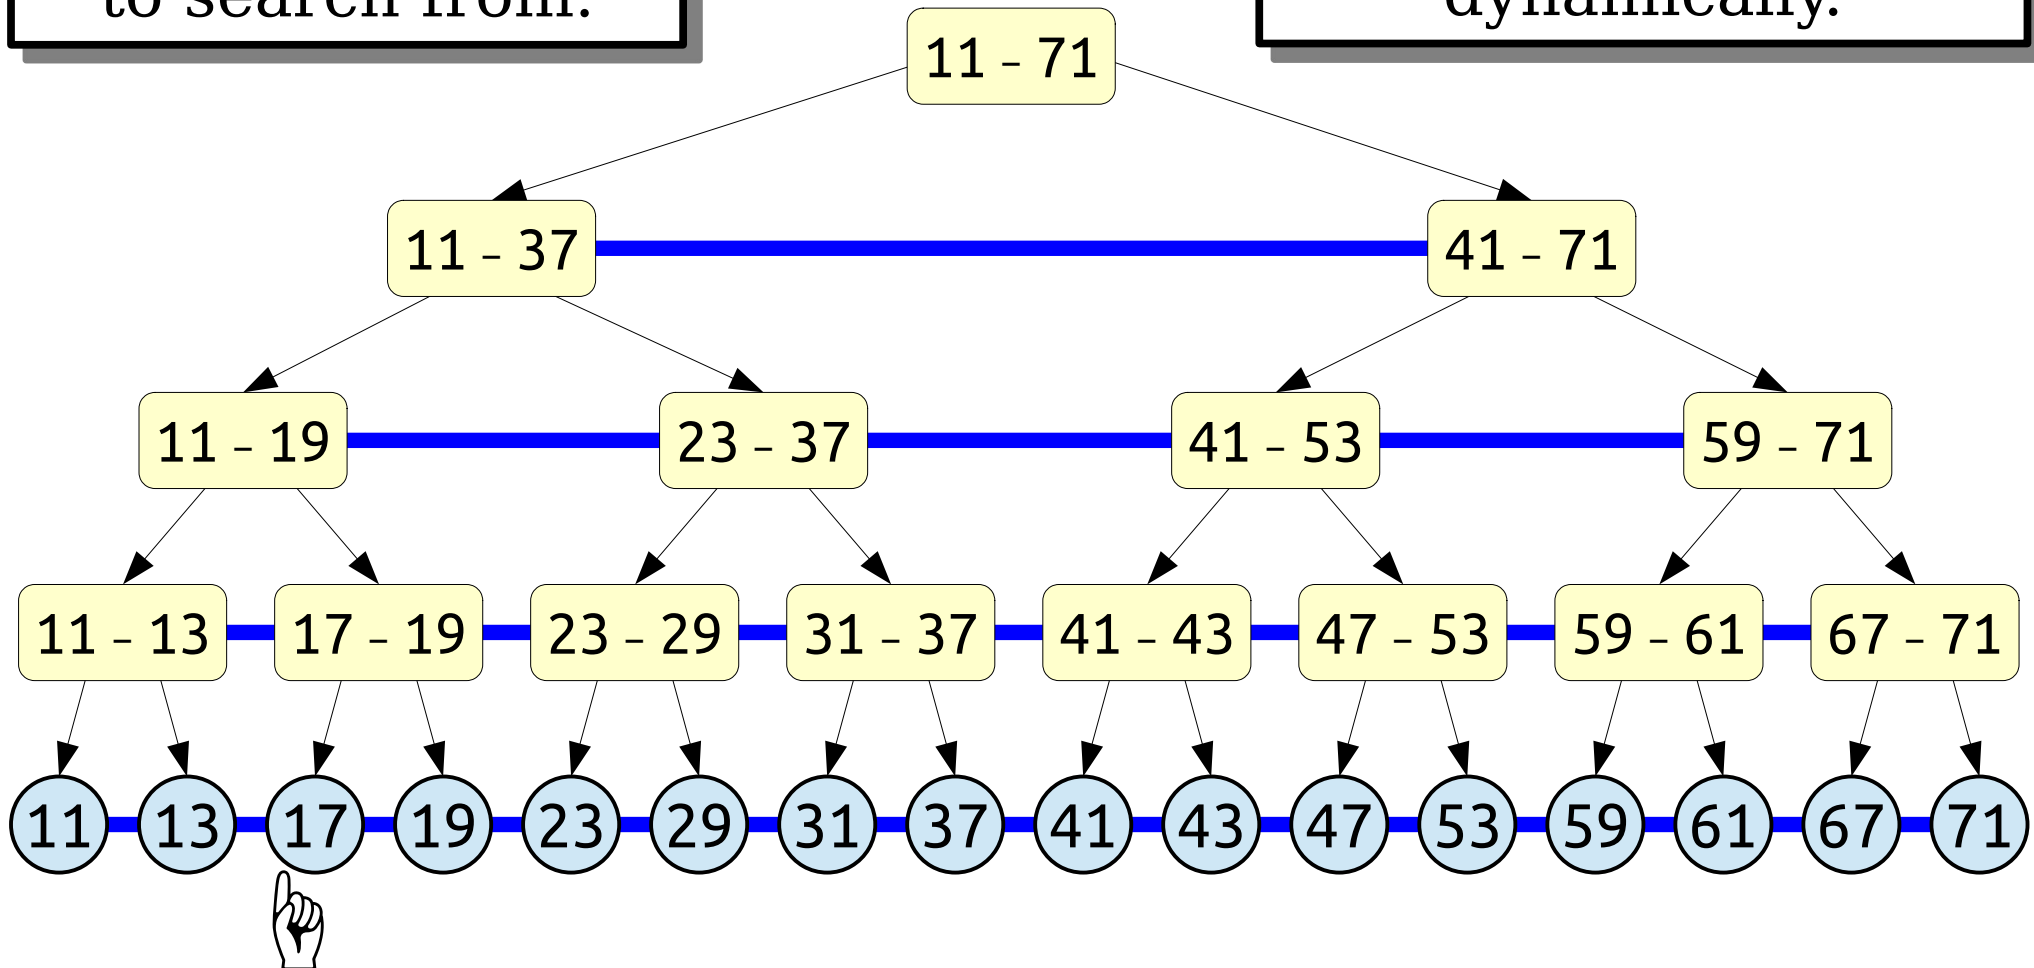 to search from.
dynamically.
11 – 71
11 – 37
41 – 71
11 – 19
23 – 37
41 – 53
59 – 71
11 – 13
17 – 19
23 – 29
31 – 37
41 – 43
47 – 53
59 – 61
67 – 71
11
13
17
19
23
29
31
37
41
43
47
53
59
61
67
71